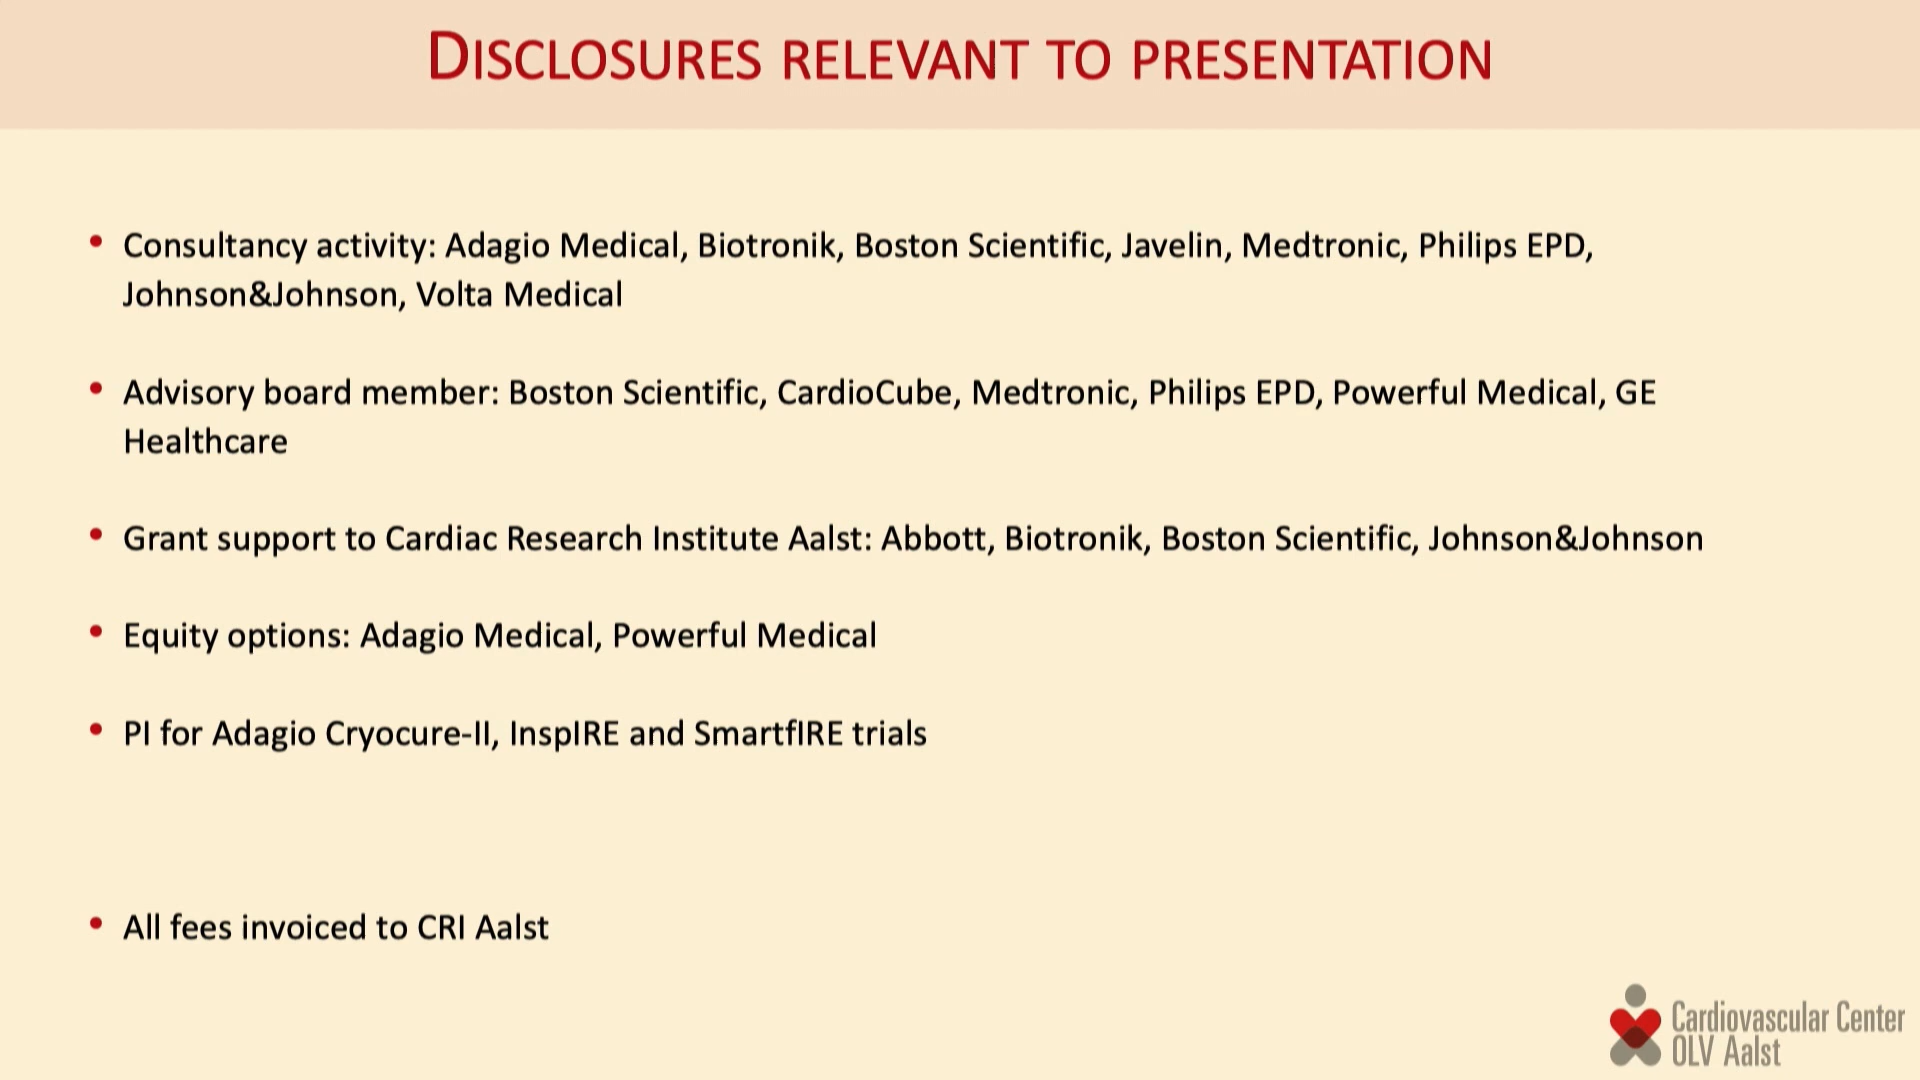 DISCLOSURES RELEVANT TO PRESENTATION
• Consultancy activity: Adagio Medical, Biotronik, Boston Scientific, Javelin, Medtronic, Philips EPD,
Johnson&Johnson, Volta Medical
• Advisory board member: Boston Scientific, CardioCube, Medtronic, Philips EPD, Powerful Medical, GE
Healthcare
• Grant support to Cardiac Research Institute Aalst: Abbott, Biotronik, Boston Scientific, Johnson&Johnson
• Equity options: Adagio Medical, Powerful Medical
• PI for Adagio Cryocure-II, InspIRE and SmartfIRE trials
• All fees invoiced to CRI Aalst
Cardiovascular Center
OLV Aalst